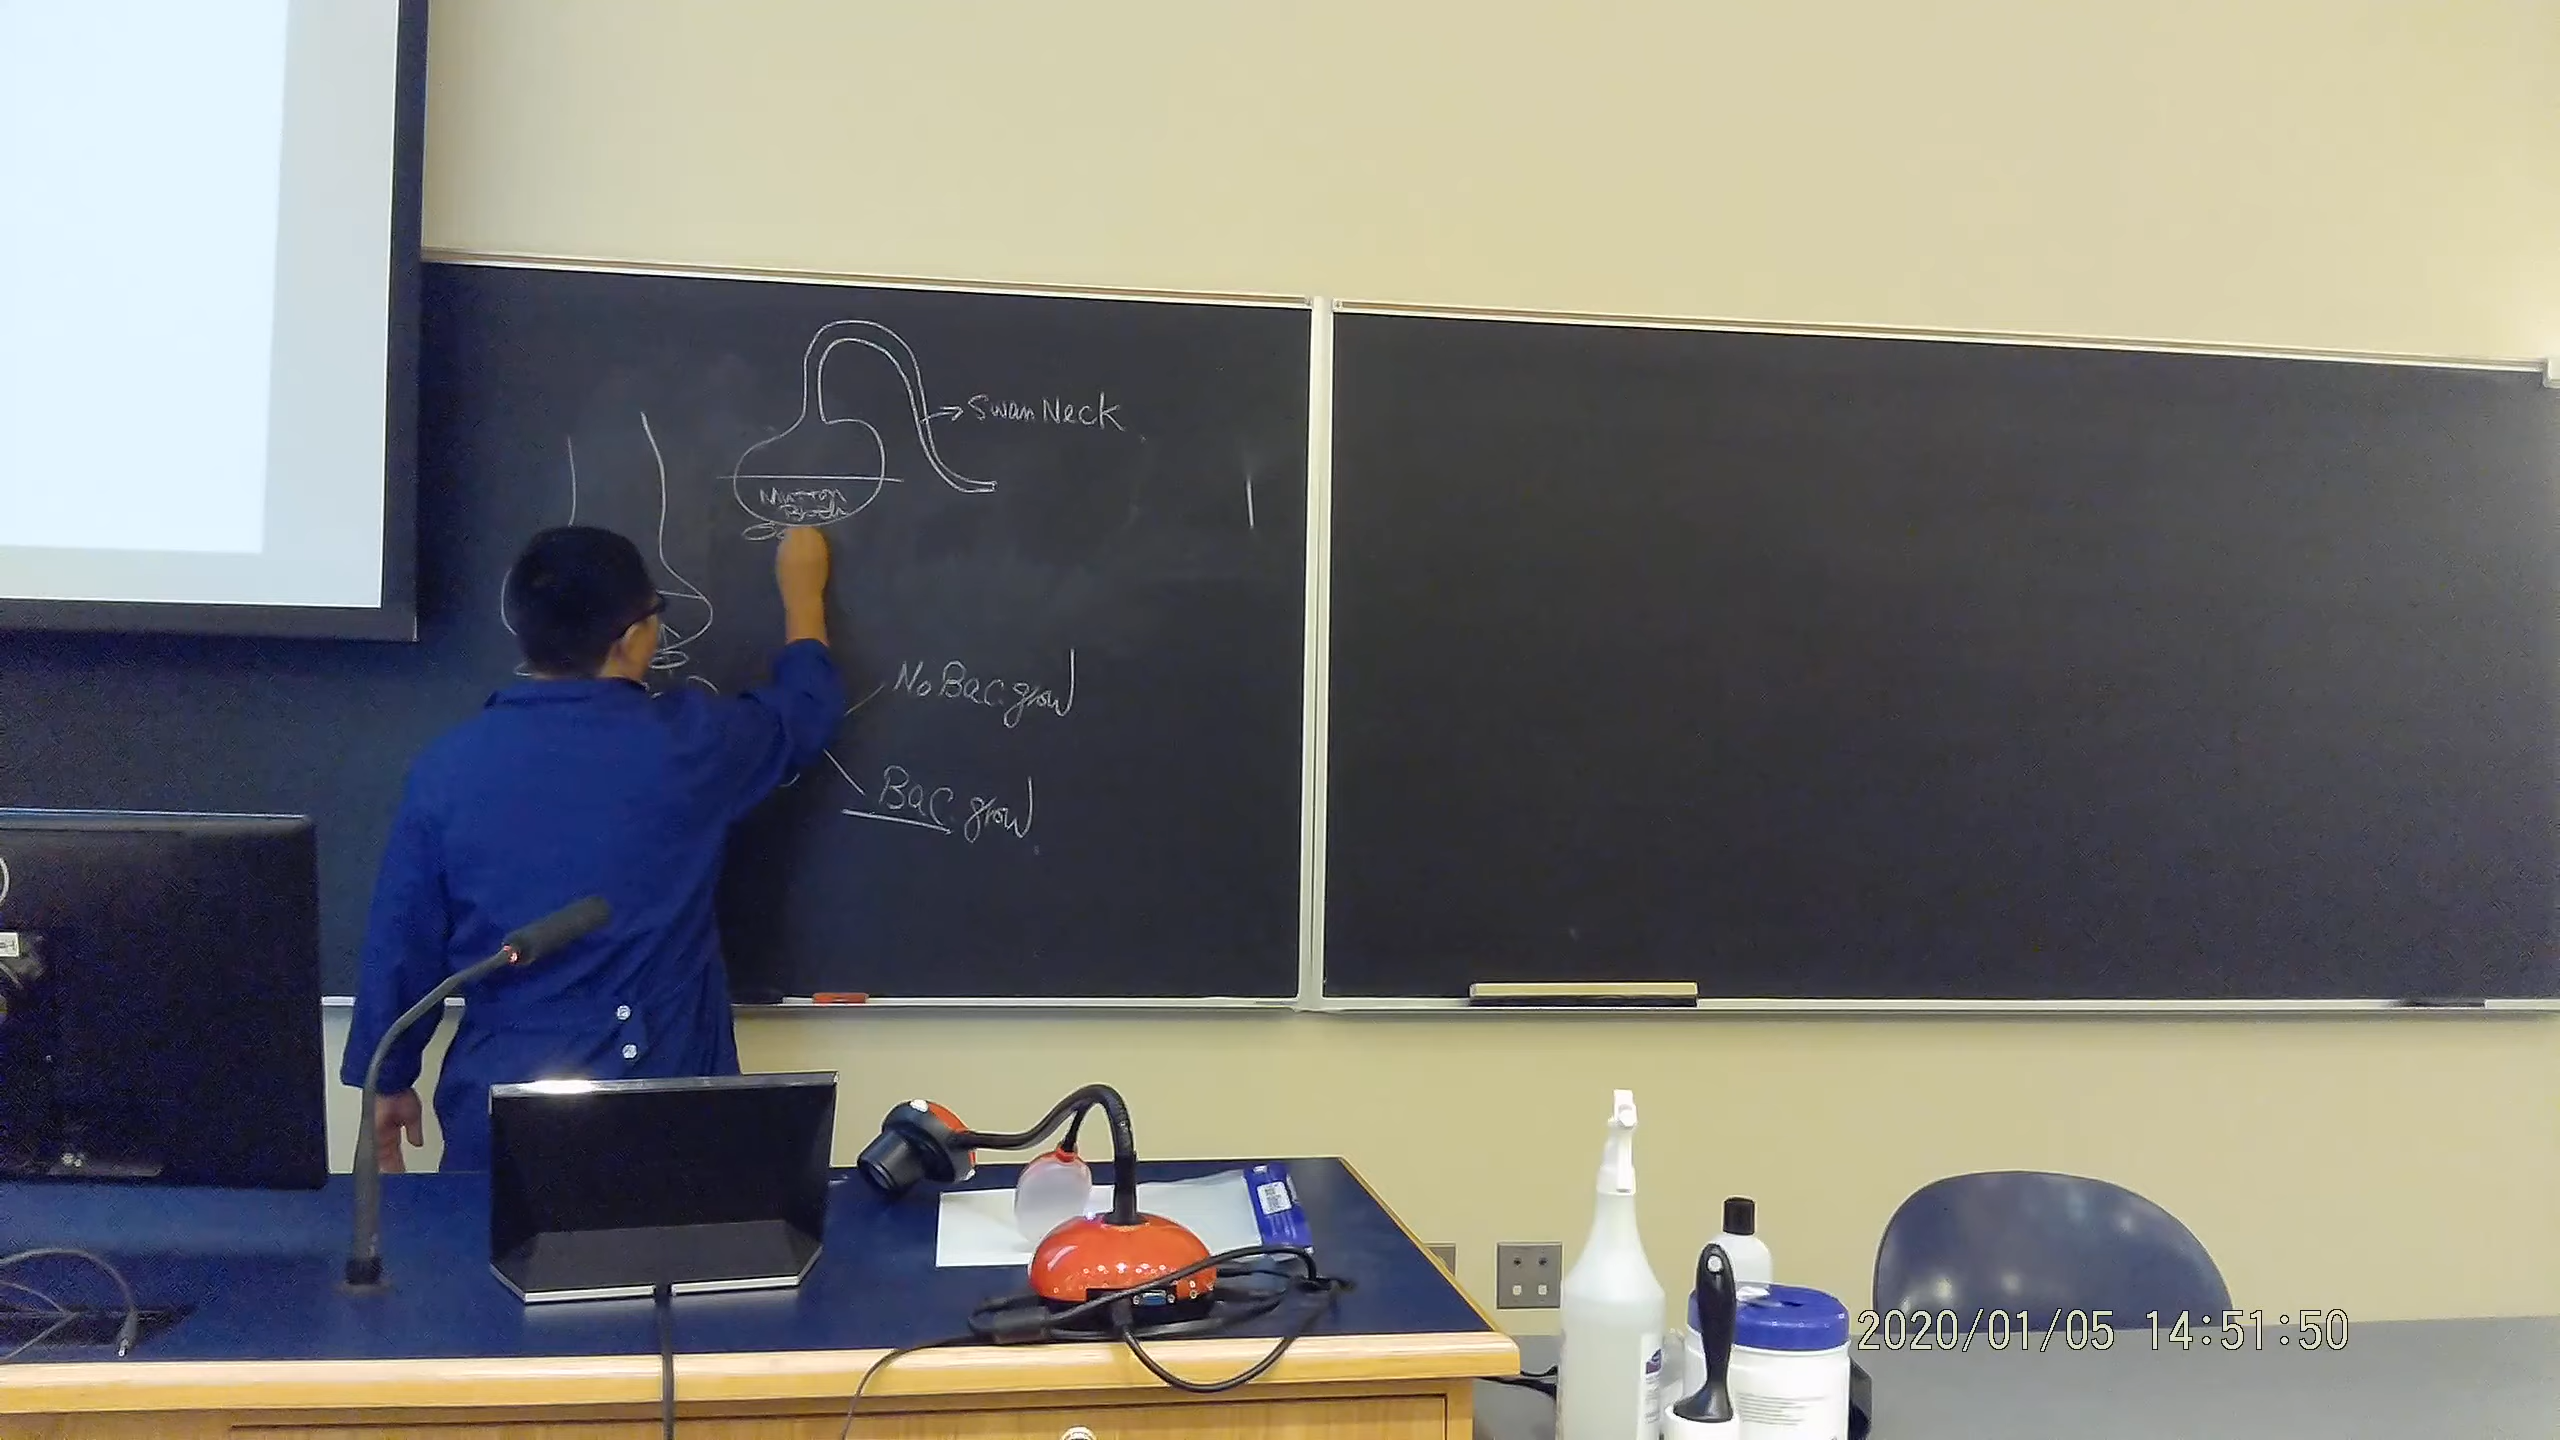 Swan Neck
Mutton
Broth
No Bac. grow
Bac. grow
2020/01/05 14:51:50